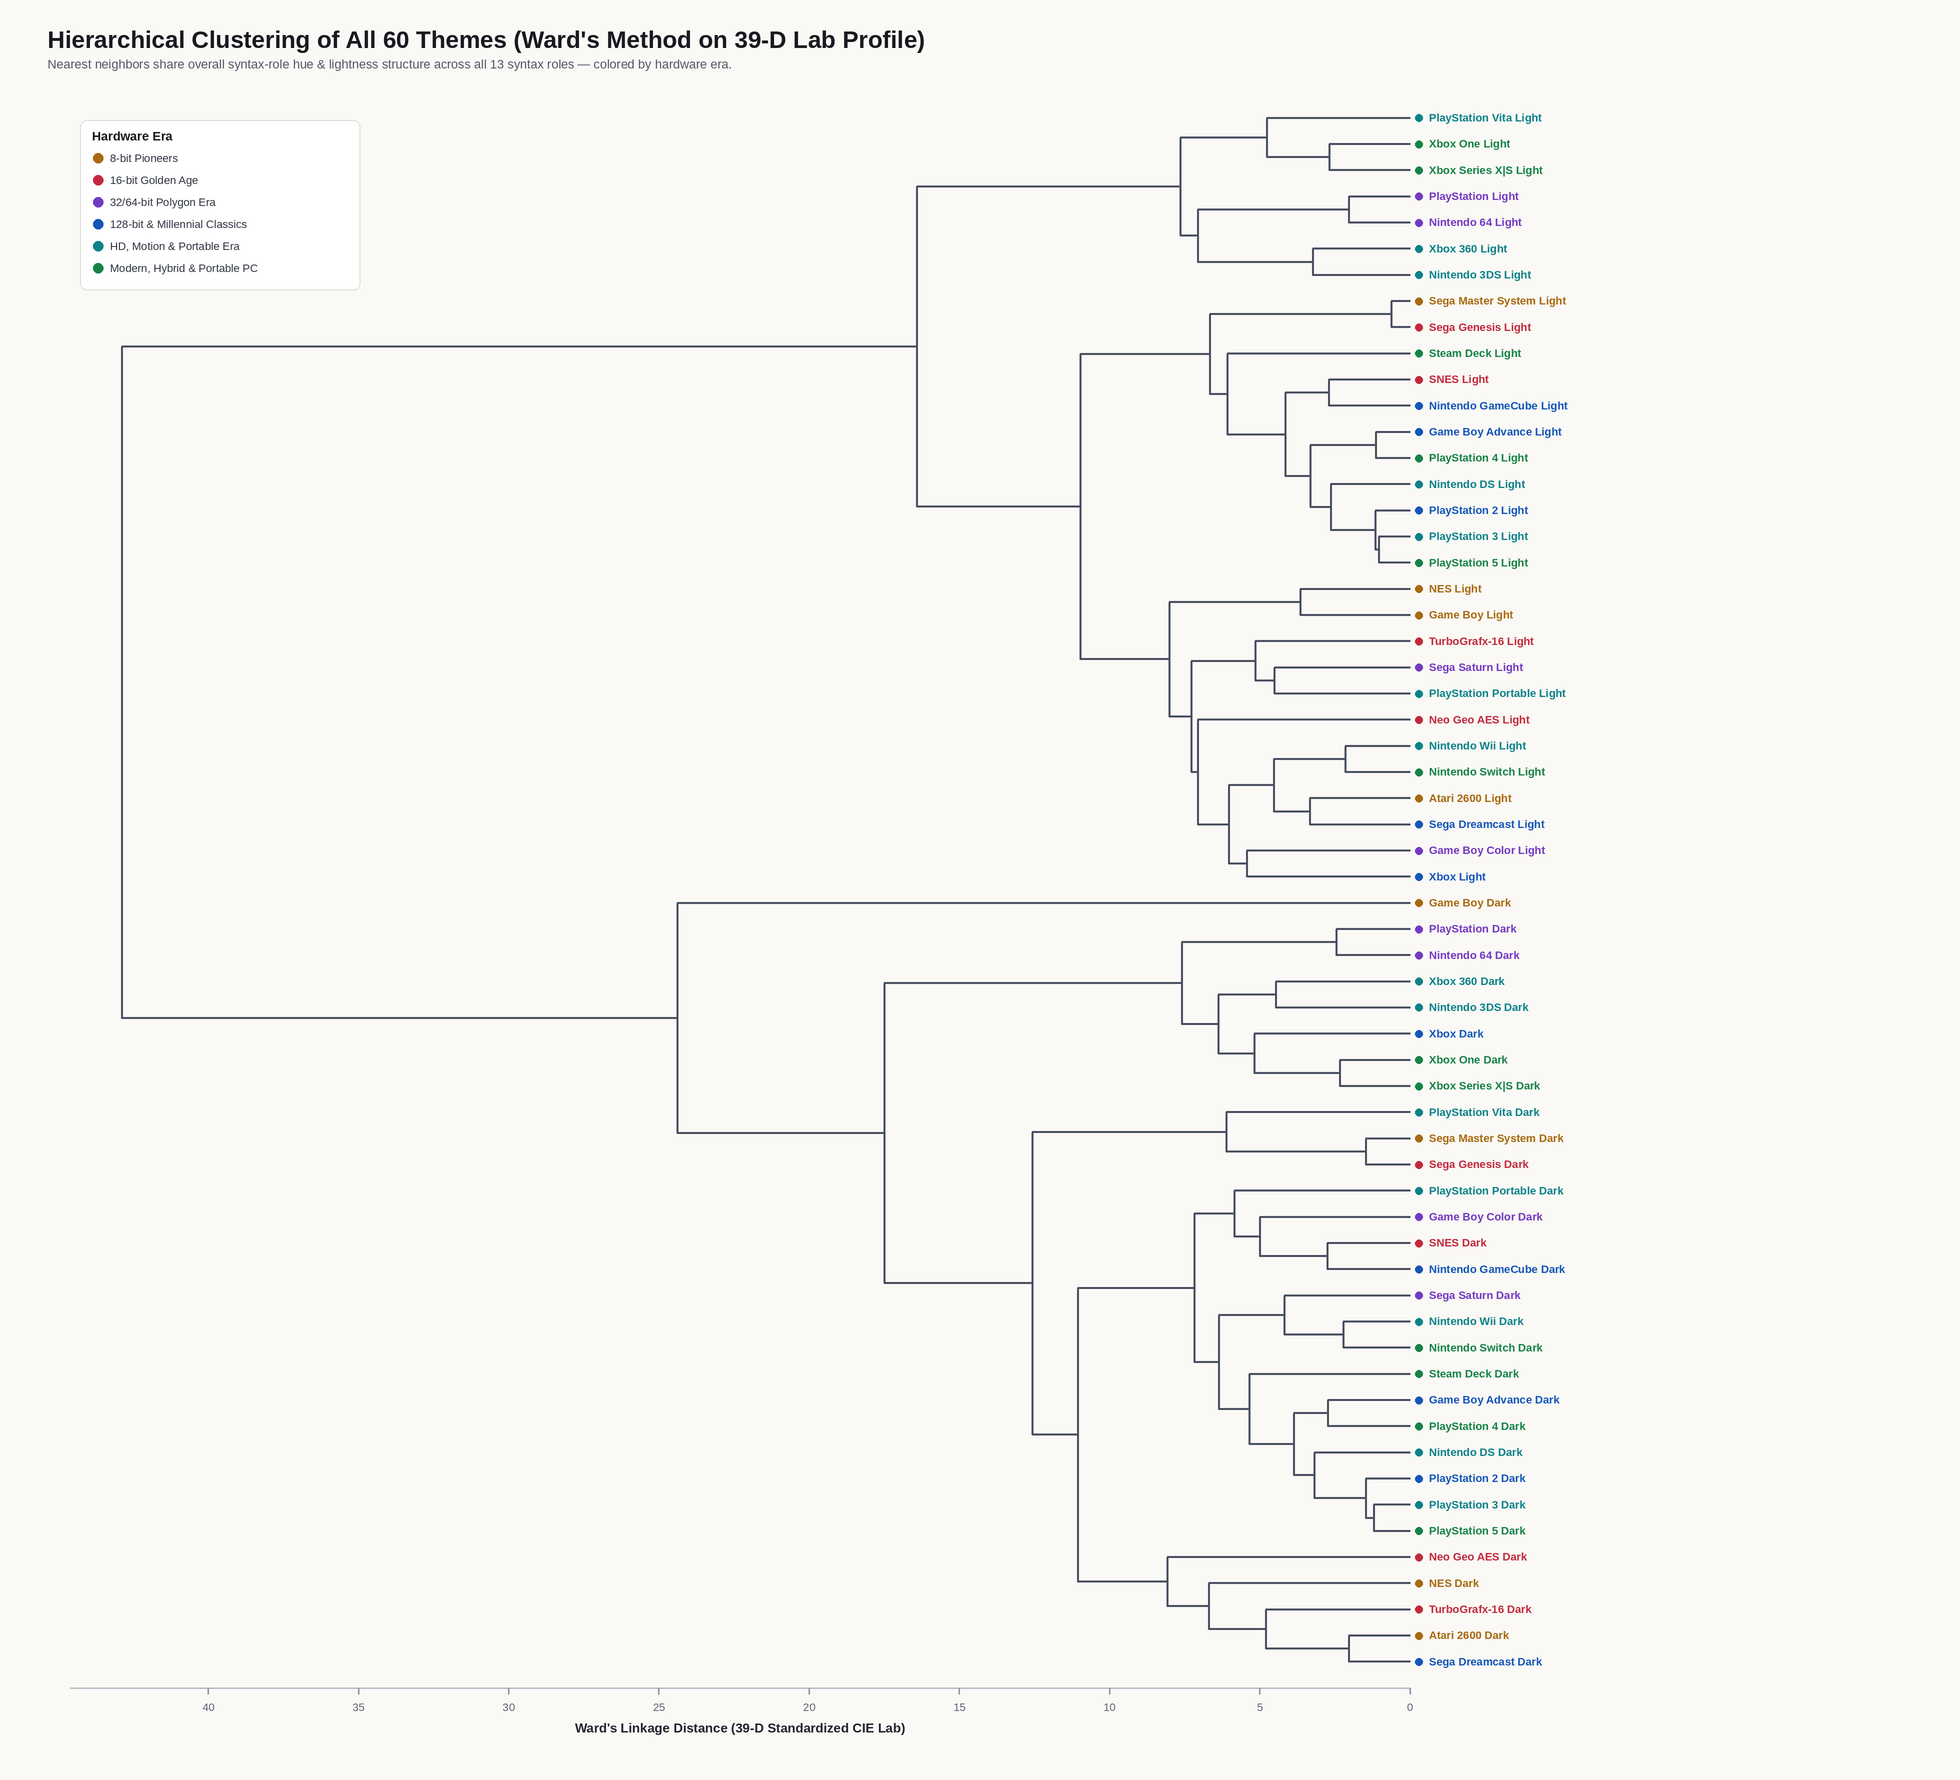 Hierarchical Clustering of All 60 Themes (Ward's Method on 39-D Lab Profile)
Nearest neighbors share overall syntax-role hue & lightness structure across all 13 syntax roles — colored by hardware era.
Hardware Era
8-bit Pioneers
16-bit Golden Age
32/64-bit Polygon Era
128-bit & Millennial Classics
HD, Motion & Portable Era
Modern, Hybrid & Portable PC
PlayStation Vita Light
Xbox One Light
Xbox Series X|S Light
PlayStation Light
Nintendo 64 Light
Xbox 360 Light
Nintendo 3DS Light
Sega Master System Light
Sega Genesis Light
Steam Deck Light
SNES Light
Nintendo GameCube Light
Game Boy Advance Light
PlayStation 4 Light
Nintendo DS Light
PlayStation 2 Light
PlayStation 3 Light
PlayStation 5 Light
NES Light
Game Boy Light
TurboGrafx-16 Light
Sega Saturn Light
PlayStation Portable Light
Neo Geo AES Light
Nintendo Wii Light
Nintendo Switch Light
Atari 2600 Light
Sega Dreamcast Light
Game Boy Color Light
Xbox Light
Game Boy Dark
PlayStation Dark
Nintendo 64 Dark
Xbox 360 Dark
Nintendo 3DS Dark
Xbox Dark
Xbox One Dark
Xbox Series X|S Dark
PlayStation Vita Dark
Sega Master System Dark
Sega Genesis Dark
PlayStation Portable Dark
Game Boy Color Dark
SNES Dark
Nintendo GameCube Dark
Sega Saturn Dark
Nintendo Wii Dark
Nintendo Switch Dark
Steam Deck Dark
Game Boy Advance Dark
PlayStation 4 Dark
Nintendo DS Dark
PlayStation 2 Dark
PlayStation 3 Dark
PlayStation 5 Dark
Neo Geo AES Dark
NES Dark
TurboGrafx-16 Dark
Atari 2600 Dark
Sega Dreamcast Dark
40 35 30 25 20 15 10 5 0
Ward's Linkage Distance (39-D Standardized CIE Lab)